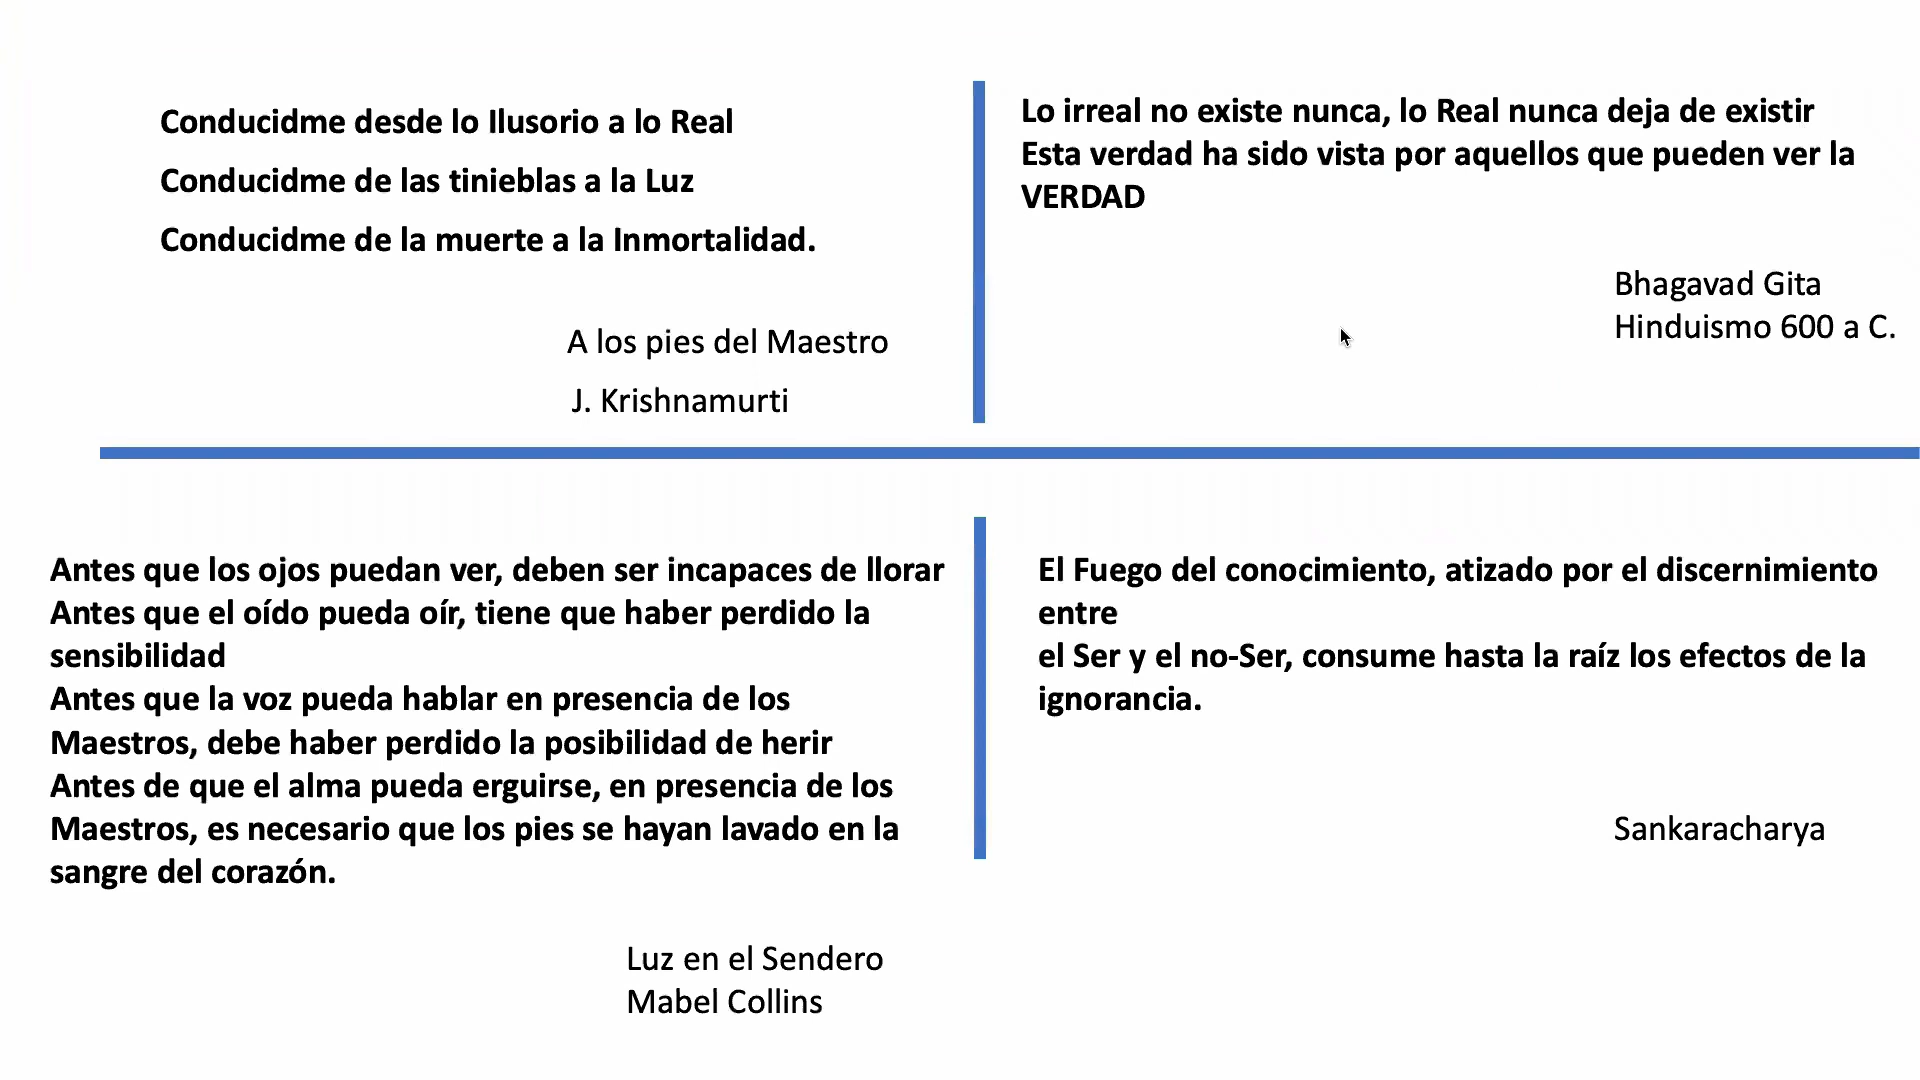 Conducidme desde lo Ilusorio a lo Real
Conducidme de las tinieblas a la Luz
Conducidme de la muerte a la Inmortalidad.
A los pies del Maestro
J. Krishnamurti
Lo irreal no existe nunca, lo Real nunca deja de existir
Esta verdad ha sido vista por aquellos que pueden ver la
VERDAD
Bhagavad Gita
Hinduismo 600 a C.
Antes que los ojos puedan ver, deben ser incapaces de llorar
Antes que el oído pueda oír, tiene que haber perdido la
sensibilidad
Antes que la voz pueda hablar en presencia de los
Maestros, debe haber perdido la posibilidad de herir
Antes de que el alma pueda erguirse, en presencia de los
Maestros, es necesario que los pies se hayan lavado en la
sangre del corazón.
Luz en el Sendero
Mabel Collins
El Fuego del conocimiento, atizado por el discernimiento
entre
el Ser y el no-Ser, consume hasta la raíz los efectos de la
ignorancia.
Sankaracharya